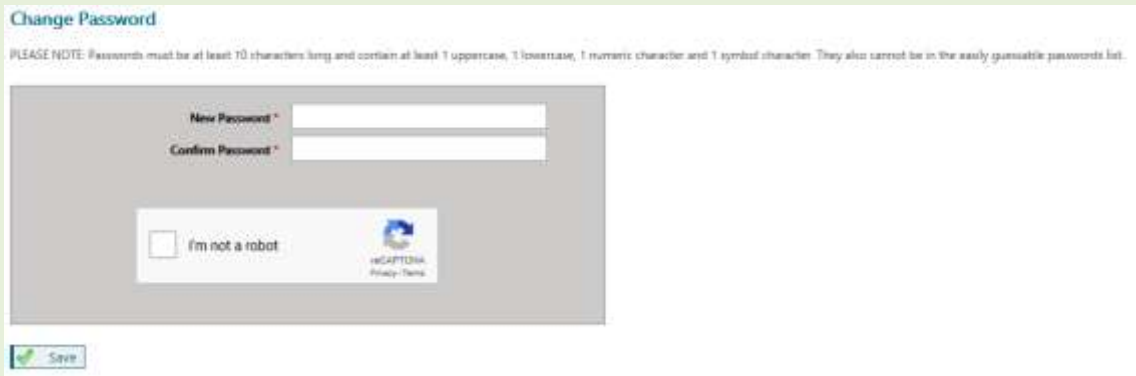 Change Password
PLEASE NOTE: Passwords must be at least 10 characters long and contain at least 1 uppercase, 1 lowercase, 1 numeric character and 1 symbol character. They also cannot be in the easily guessable passwords list.
New Password *
Confirm Password *
I'm not a robot
reCAPTCHA
Privacy - Terms
Save